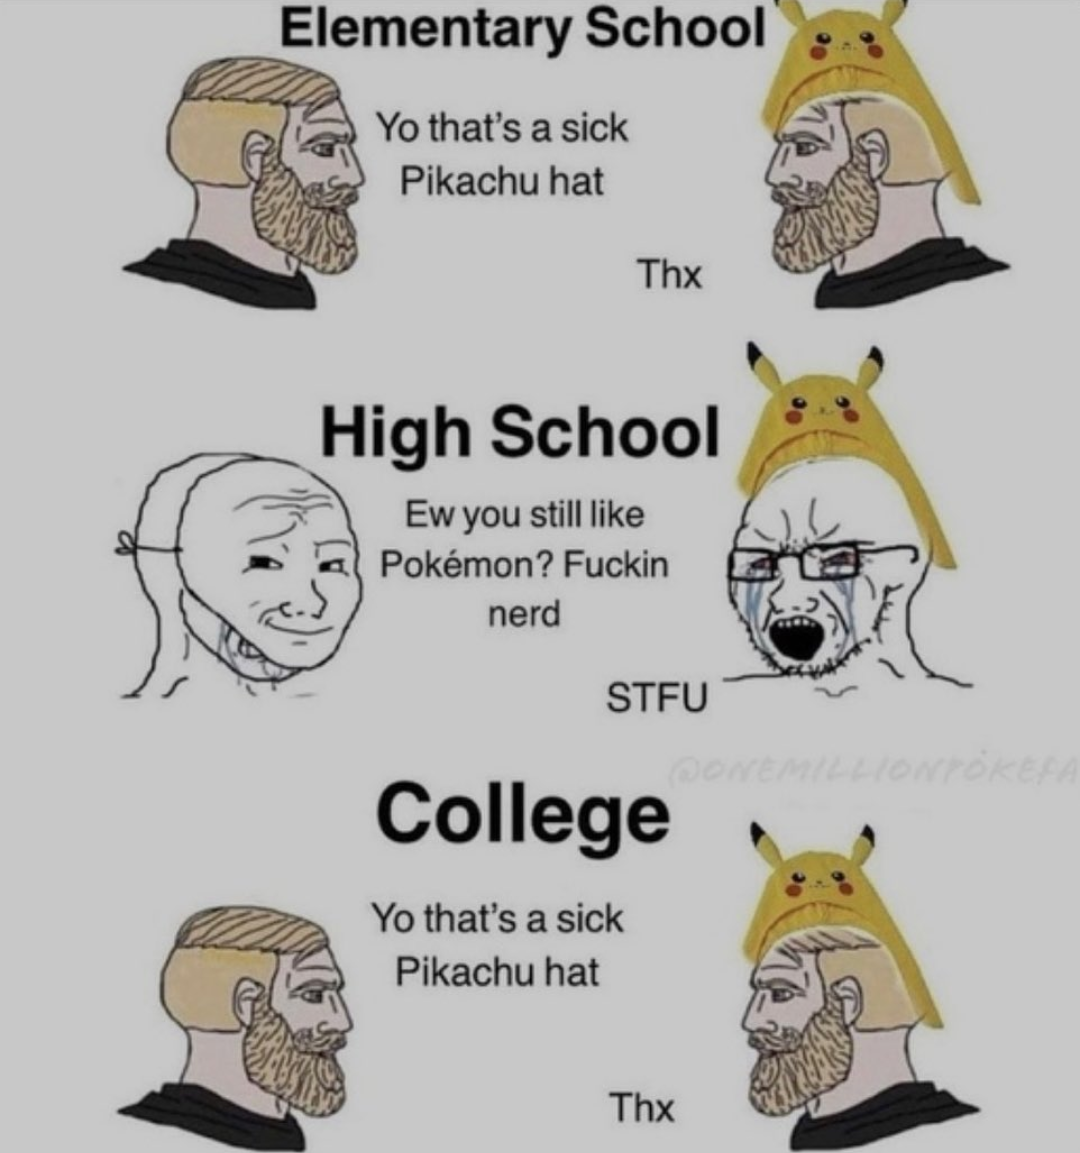 Elementary School
Yo that's a sick
Pikachu hat
Thx
High School
Ew you still like
Pokémon? Fuckin
nerd
STFU
@ONEMILLIONPOKEFA
College
Yo that's a sick
Pikachu hat
Thx